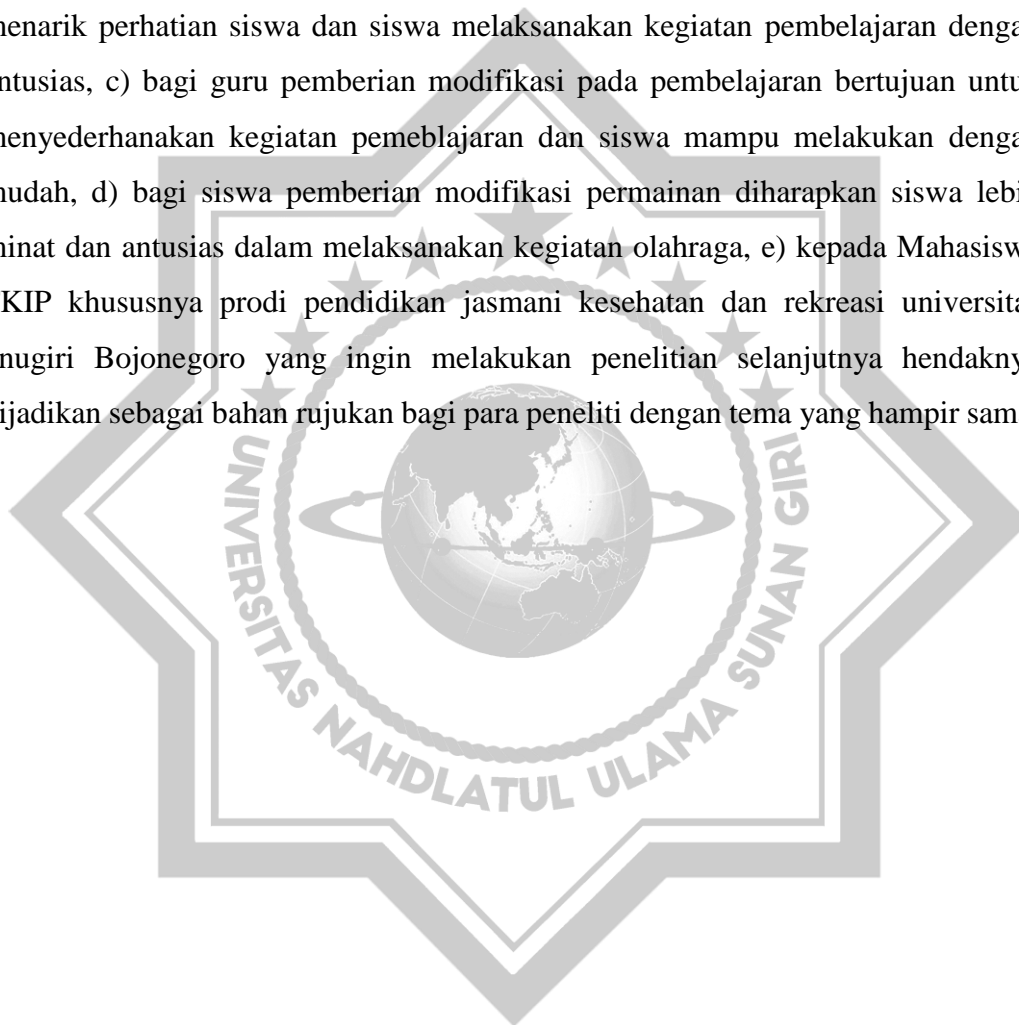 menarik perhatian siswa dan siswa melaksanakan kegiatan pembelajaran denga
ntusias, c) bagi guru pemberian modifikasi pada pembelajaran bertujuan untu
menyederhanakan kegiatan pemeblajaran dan siswa mampu melakukan denga
mudah, d) bagi siswa pemberian modifikasi permainan diharapkan siswa lebi
minat dan antusias dalam melaksanakan kegiatan olahraga, e) kepada Mahasisw
KIP khususnya prodi pendidikan jasmani kesehatan dan rekreasi universita
nugiri Bojonegoro yang ingin melakukan penelitian selanjutnya hendakny
ijadikan sebagai bahan rujukan bagi para peneliti dengan tema yang hampir sam
UNIVERSITAS NAHDLATUL ULAMA SUNAN GIRI